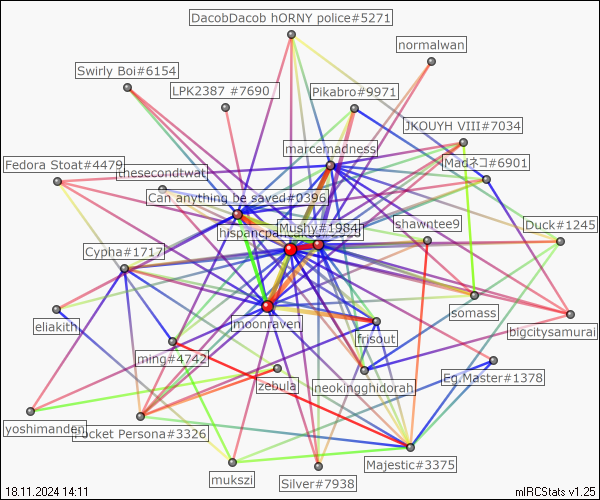 DacobDacob hORNY police#5271
normalwan
Swirly Boi#6154
LPK2387 #7690
Pikabro#9971
JKOUYH VIII#7034
marcemadness
Madネコ#6901
Fedora Stoat#4479
thesecondtwat
Can anything be saved#0396
shawntee9
Mushy#1984
Duck#1245
Cypha#1717
somass
eliakith
moonraven
bigcitysamurai
frisout
ming#4742
Eg.Master#1378
zebula
neokingghidorah
yoshimanden
Pocket Persona#3326
Majestic#3375
mukszi
Silver#7938
18.11.2024 14:11
mIRCStats v1.25